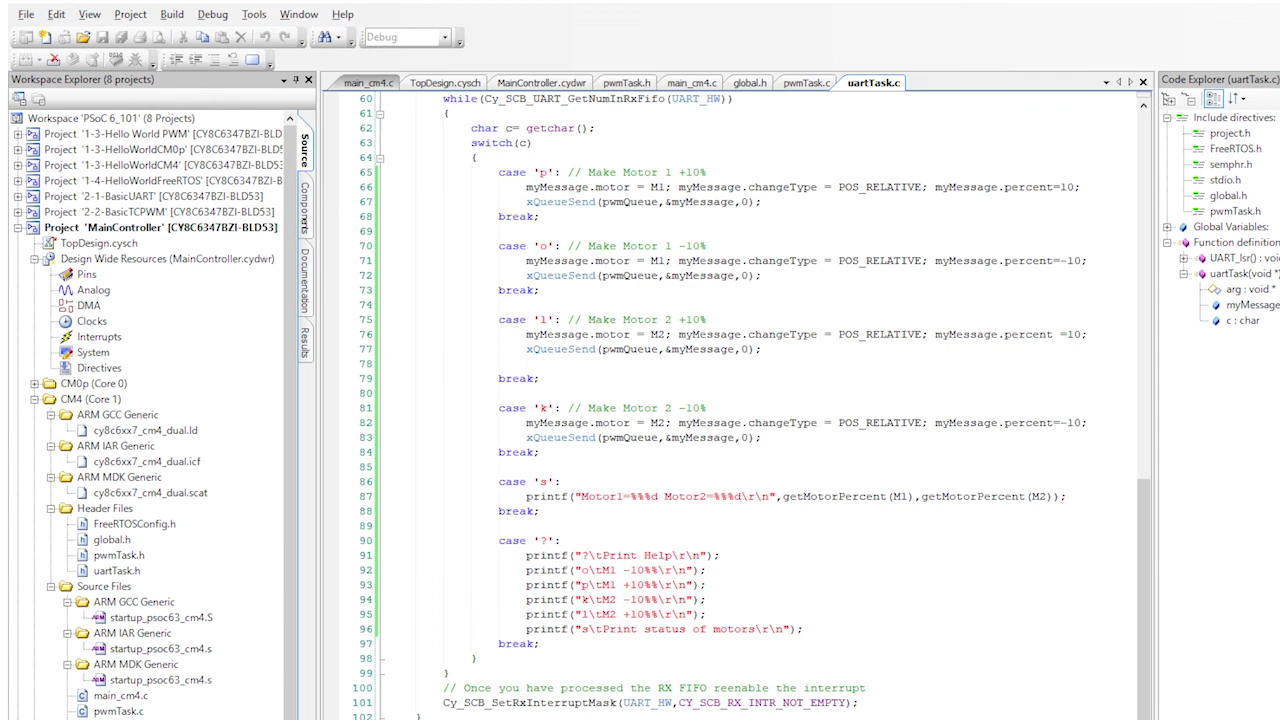 File Edit View Project Build Debug Tools Window Help
Debug
Workspace Explorer (8 projects)
main_cm4.c TopDesign.cysch MainController.cydwr pwmTask.h main_cm4.c global.h pwmTask.c uartTask.c
Code Explorer (uartTask.c)
Workspace 'PSoC 6_101' (8 Projects)
Project '1-3-Hello World PWM' [CY8C6347BZI-BLD
Project '1-3-HelloWorldCM0p' [CY8C6347BZI-BLD5
Project '1-3-HelloWorldCM4' [CY8C6347BZI-BLD53
Project '1-4-HelloWorldFreeRTOS' [CY8C6347BZI-
Project '2-1-BasicUART' [CY8C6347BZI-BLD53]
Project '2-2-BasicTCPWM' [CY8C6347BZI-BLD53]
Project 'MainController' [CY8C6347BZI-BLD53]
TopDesign.cysch
Design Wide Resources (MainController.cydwr)
Pins
Analog
DMA
Clocks
Interrupts
System
Directives
CM0p (Core 0)
CM4 (Core 1)
ARM GCC Generic
cy8c6xx7_cm4_dual.ld
ARM IAR Generic
cy8c6xx7_cm4_dual.icf
ARM MDK Generic
cy8c6xx7_cm4_dual.scat
Header Files
FreeRTOSConfig.h
global.h
pwmTask.h
uartTask.h
Source Files
ARM GCC Generic
startup_psoc63_cm4.S
ARM IAR Generic
startup_psoc63_cm4.s
ARM MDK Generic
startup_psoc63_cm4.s
main_cm4.c
pwmTask.c
Source
Components
Documentation
Results
60 while(Cy_SCB_UART_GetNumInRxFifo(UART_HW))
61 {
62 char c= getchar();
63 switch(c)
64 {
65 case 'p': // Make Motor 1 +10%
66 myMessage.motor = M1; myMessage.changeType = POS_RELATIVE; myMessage.percent=10;
67 xQueueSend(pwmQueue,&myMessage,0);
68 break;
69
70 case 'o': // Make Motor 1 -10%
71 myMessage.motor = M1; myMessage.changeType = POS_RELATIVE; myMessage.percent=-10;
72 xQueueSend(pwmQueue,&myMessage,0);
73 break;
74
75 case 'l': // Make Motor 2 +10%
76 myMessage.motor = M2; myMessage.changeType = POS_RELATIVE; myMessage.percent =10;
77 xQueueSend(pwmQueue,&myMessage,0);
78
79 break;
80
81 case 'k': // Make Motor 2 -10%
82 myMessage.motor = M2; myMessage.changeType = POS_RELATIVE; myMessage.percent=-10;
83 xQueueSend(pwmQueue,&myMessage,0);
84 break;
85
86 case 's':
87 printf("Motor1=%%%d Motor2=%%%d\r\n",getMotorPercent(M1),getMotorPercent(M2));
88 break;
89
90 case '?':
91 printf("?\tPrint Help\r\n");
92 printf("o\tM1 -10%%\r\n");
93 printf("p\tM1 +10%%\r\n");
94 printf("k\tM2 -10%%\r\n");
95 printf("l\tM2 +10%%\r\n");
96 printf("s\tPrint status of motors\r\n");
97 break;
98 }
99 }
100 // Once you have processed the RX FIFO reenable the interrupt
101 Cy_SCB_SetRxInterruptMask(UART_HW,CY_SCB_RX_INTR_NOT_EMPTY);
102 }
Include directives:
project.h
FreeRTOS.h
semphr.h
stdio.h
global.h
pwmTask.h
Global Variables:
Function definition
UART_Isr() : voi
uartTask(void *
arg : void *
myMessage
c : char